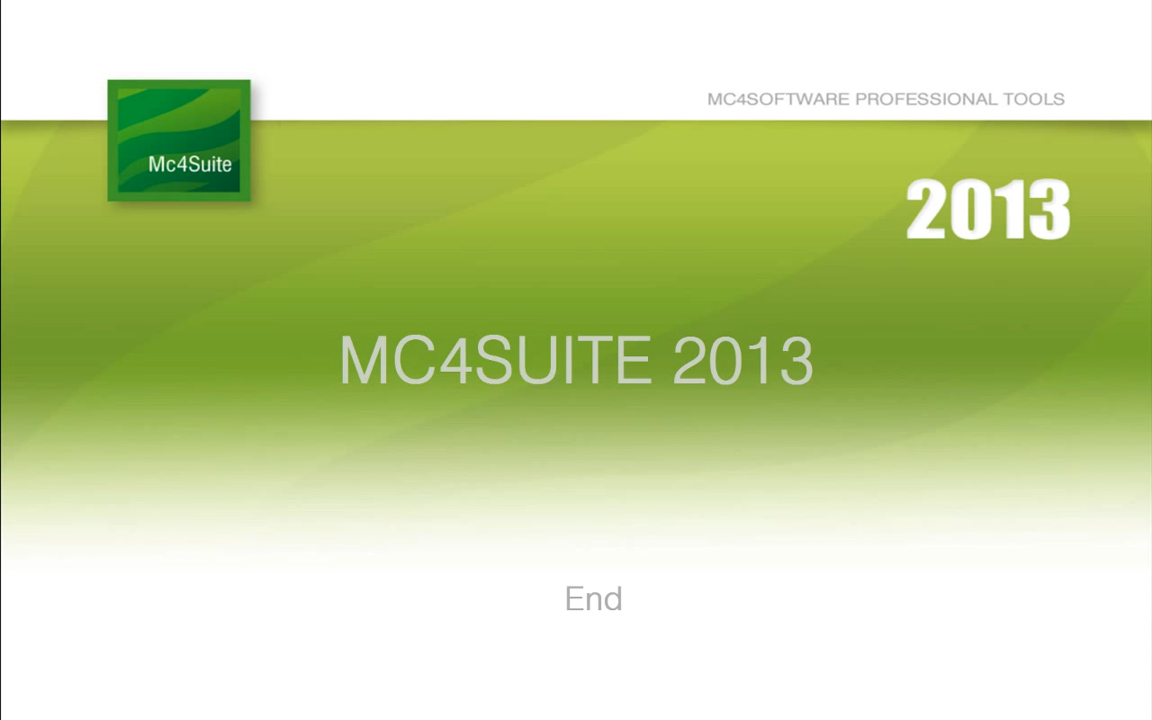 MC4SOFTWARE PROFESSIONAL TOOLS
Mc4Suite
2013
MC4SUITE 2013
End